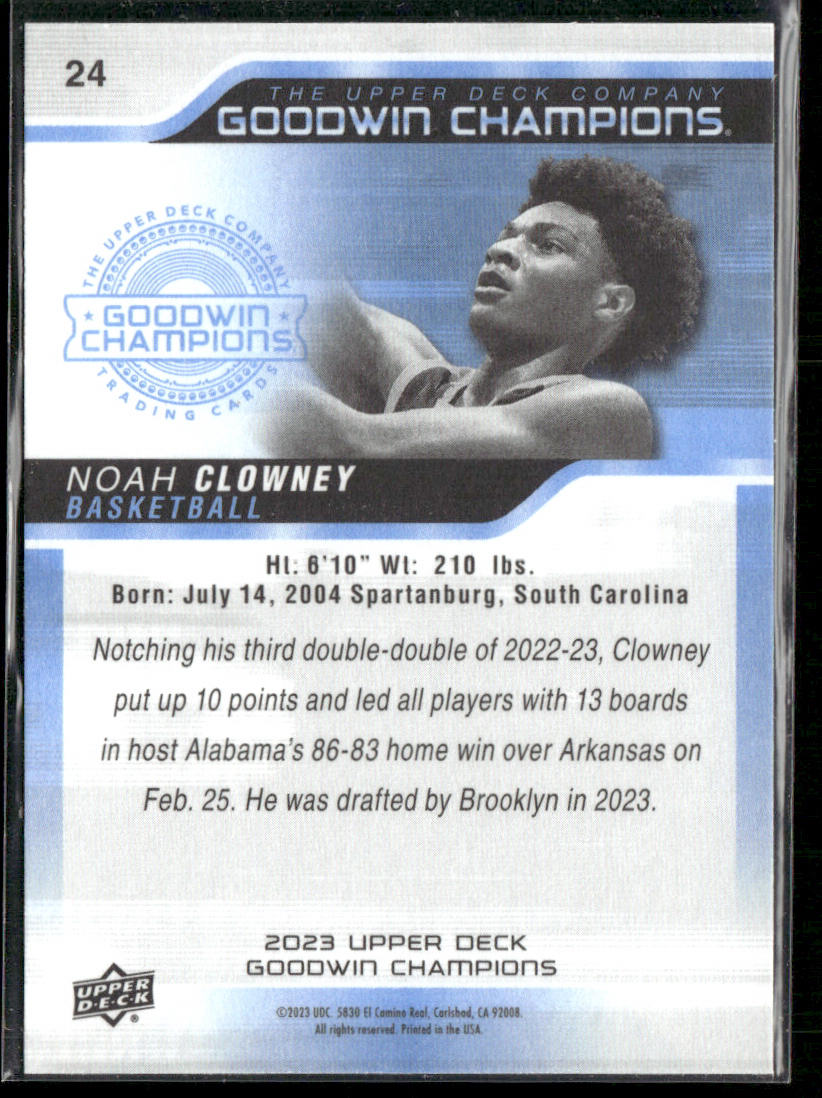 24
THE UPPER DECK COMPANY
GOODWIN CHAMPIONS®
THE UPPER DECK COMPANY
GOODWIN
CHAMPIONS
TRADING CARDS
NOAH CLOWNEY
BASKETBALL
Ht: 6'10" Wt: 210 lbs.
Born: July 14, 2004 Spartanburg, South Carolina
Notching his third double-double of 2022-23, Clowney
put up 10 points and led all players with 13 boards
in host Alabama's 86-83 home win over Arkansas on
Feb. 25. He was drafted by Brooklyn in 2023.
2023 UPPER DECK
GOODWIN CHAMPIONS
UPPER
D·E·C·K®
©2023 UDC. 5830 El Camino Real, Carlsbad, CA 92008.
All rights reserved. Printed in the USA.